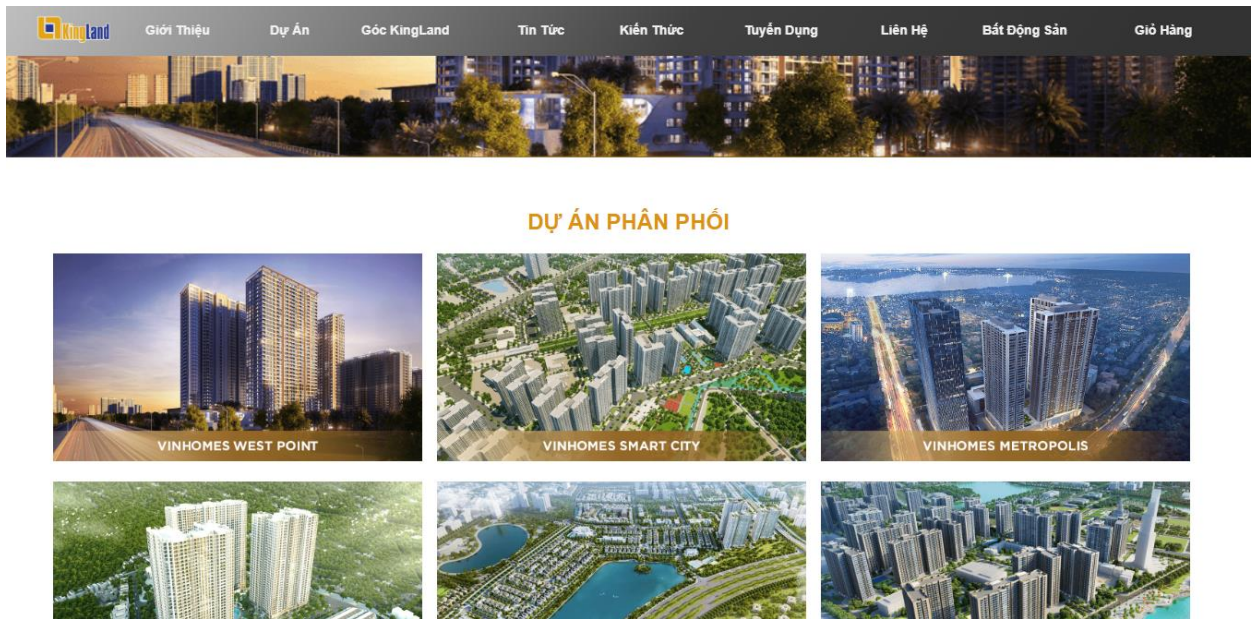 KingLand
Giới Thiệu
Dự Án
Góc KingLand
Tin Tức
Kiến Thức
Tuyển Dụng
Liên Hệ
Bất Động Sản
Giỏ Hàng
DỰ ÁN PHÂN PHỐI
VINHOMES WEST POINT
VINHOMES SMART CITY
VINHOMES METROPOLIS